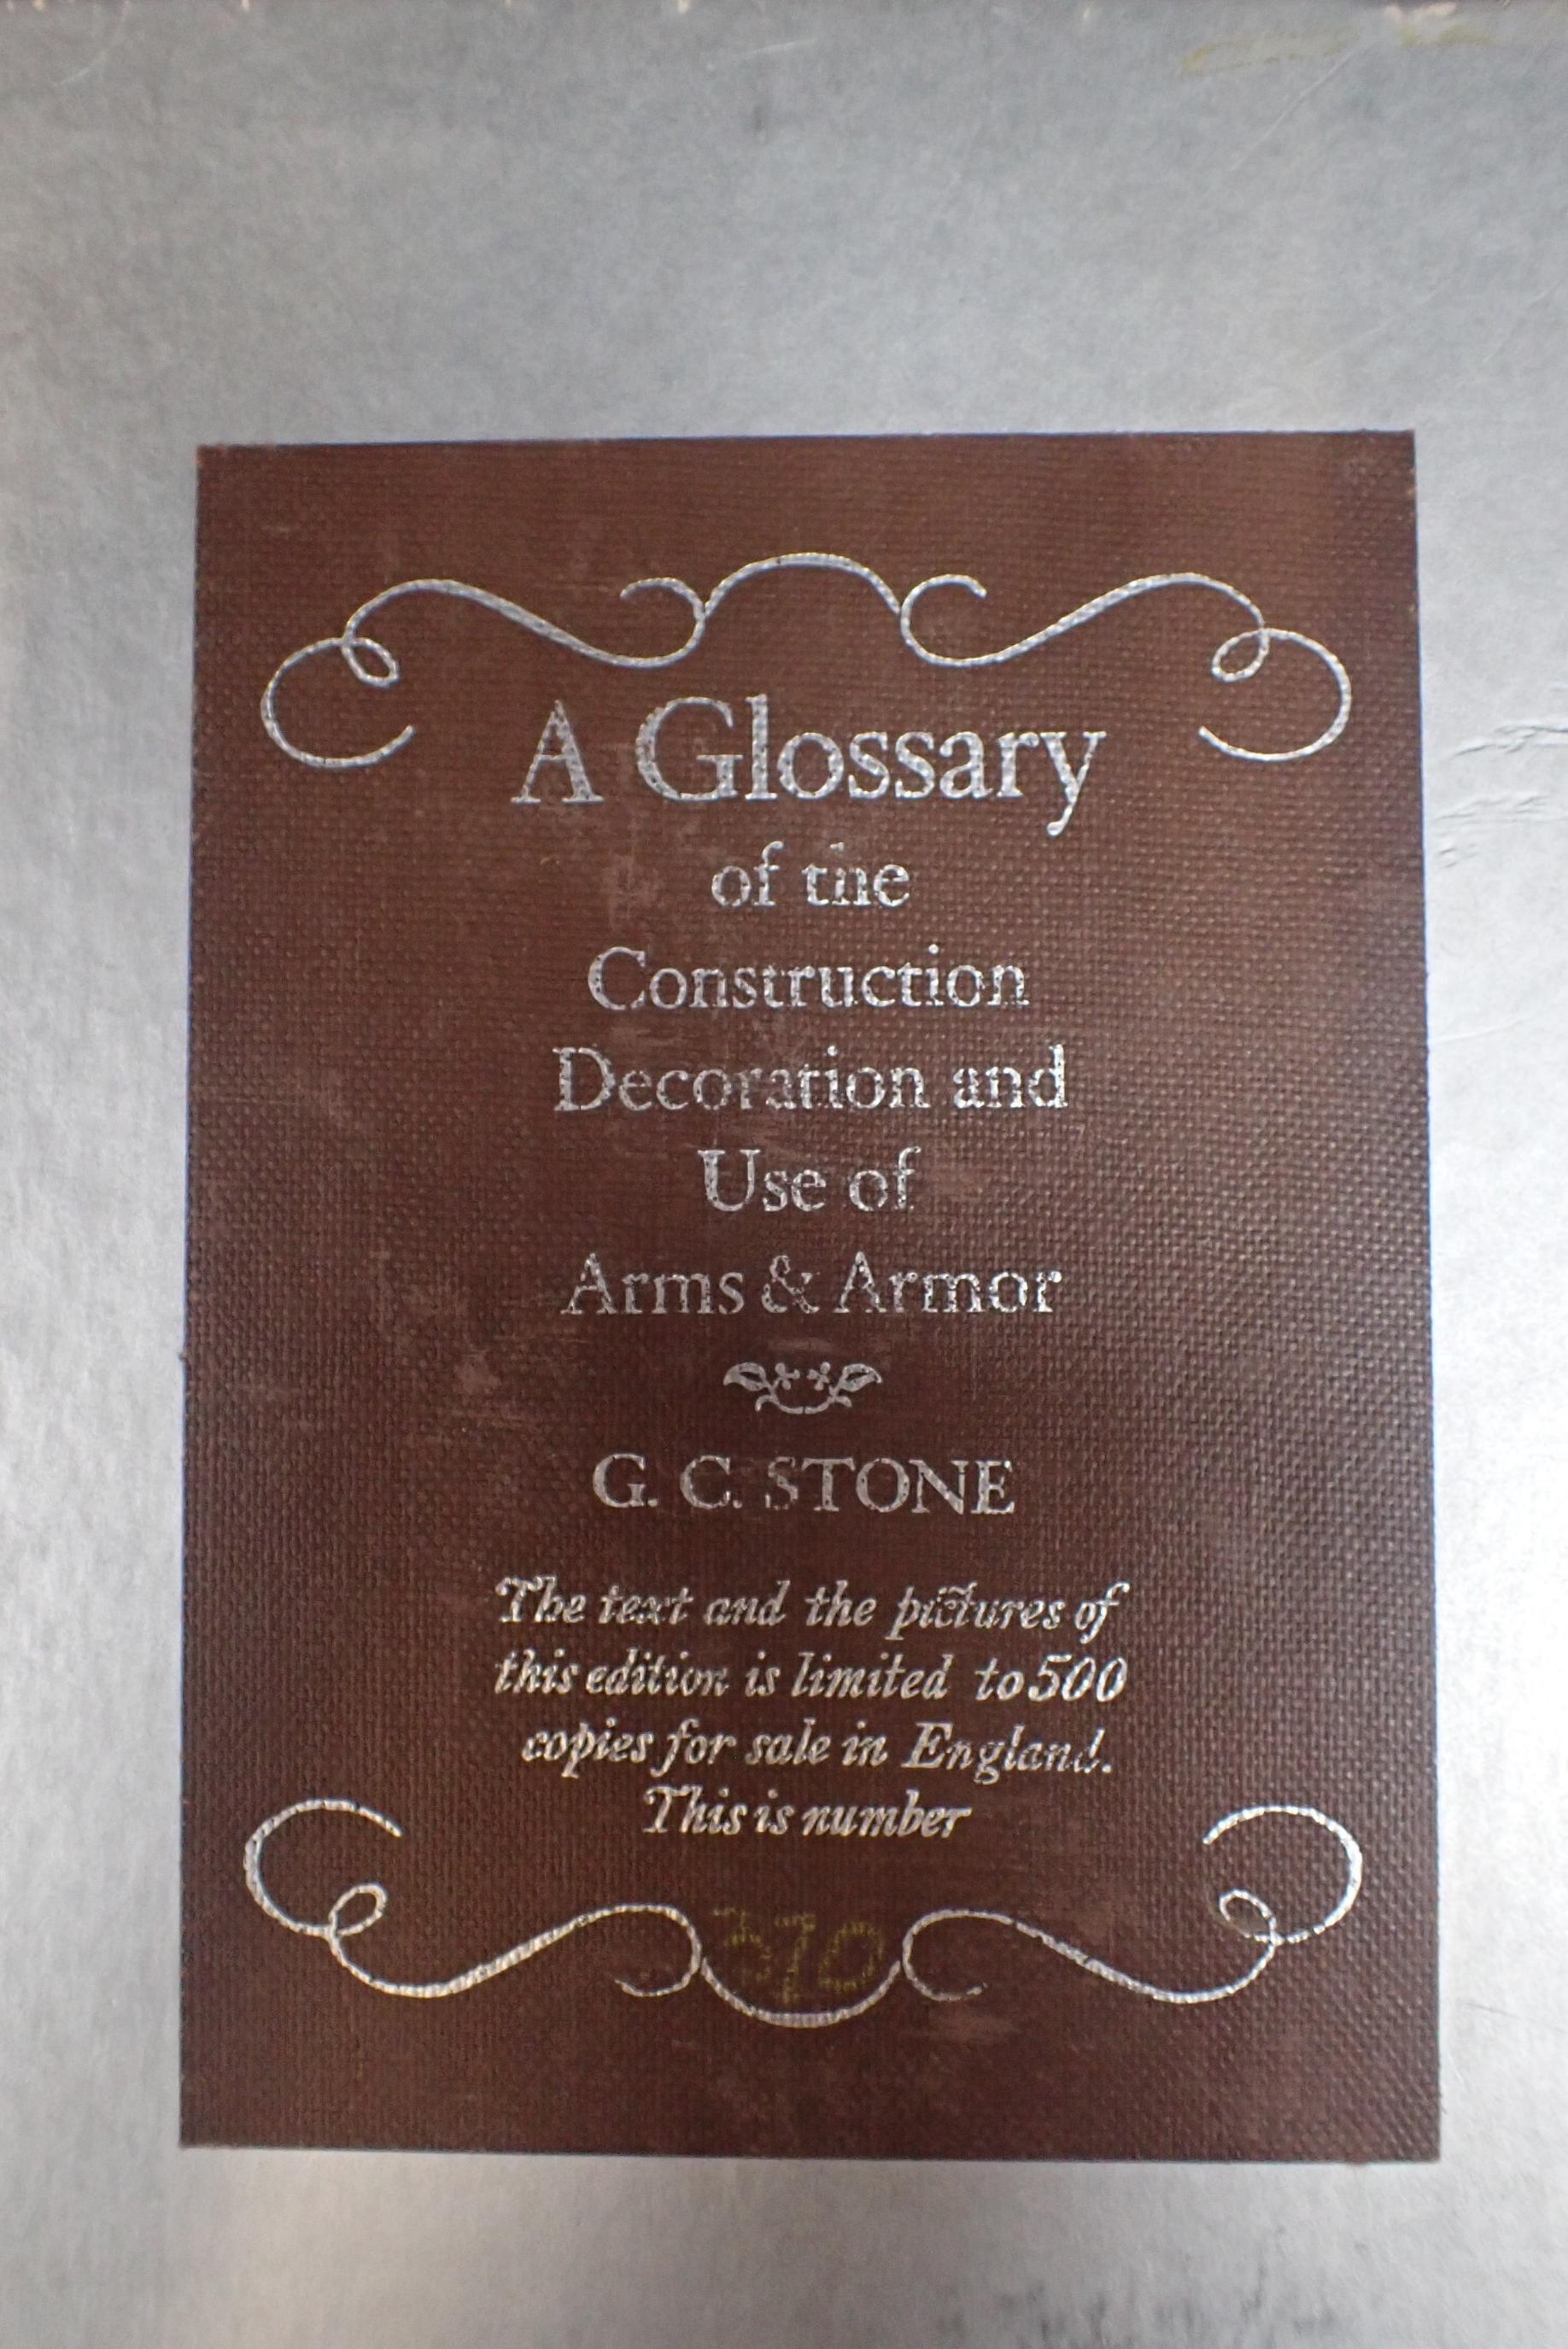 A Glossary
of the
Construction
Decoration and
Use of
Arms & Armor
G. C. STONE
The text and the pictures of
this edition is limited to 500
copies for sale in England.
This is number